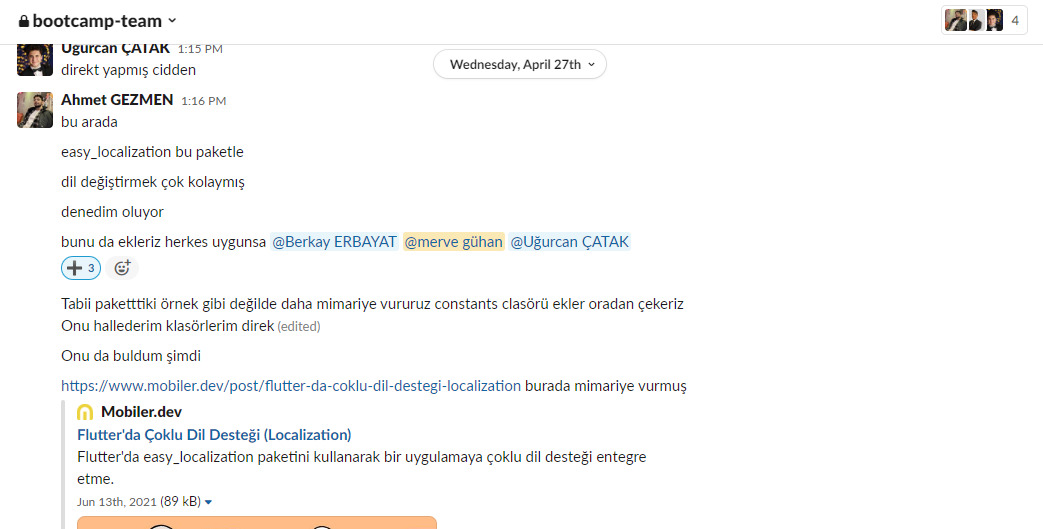 bootcamp-team
4
Uğurcan ÇATAK 1:15 PM
direkt yapmış cidden
Wednesday, April 27th
Ahmet GEZMEN 1:16 PM
bu arada
easy_localization bu paketle
dil değiştirmek çok kolaymış
denedim oluyor
bunu da ekleriz herkes uygunsa @Berkay ERBAYAT @merve gühan @Uğurcan ÇATAK
3
Tabii paketttiki örnek gibi değilde daha mimariye vururuz constants clasörü ekler oradan çekeriz
Onu hallederim klasörlerim direk (edited)
Onu da buldum şimdi
https://www.mobiler.dev/post/flutter-da-coklu-dil-destegi-localization burada mimariye vurmuş
Mobiler.dev
Flutter'da Çoklu Dil Desteği (Localization)
Flutter'da easy_localization paketini kullanarak bir uygulamaya çoklu dil desteği entegre
etme.
Jun 13th, 2021 (89 kB)